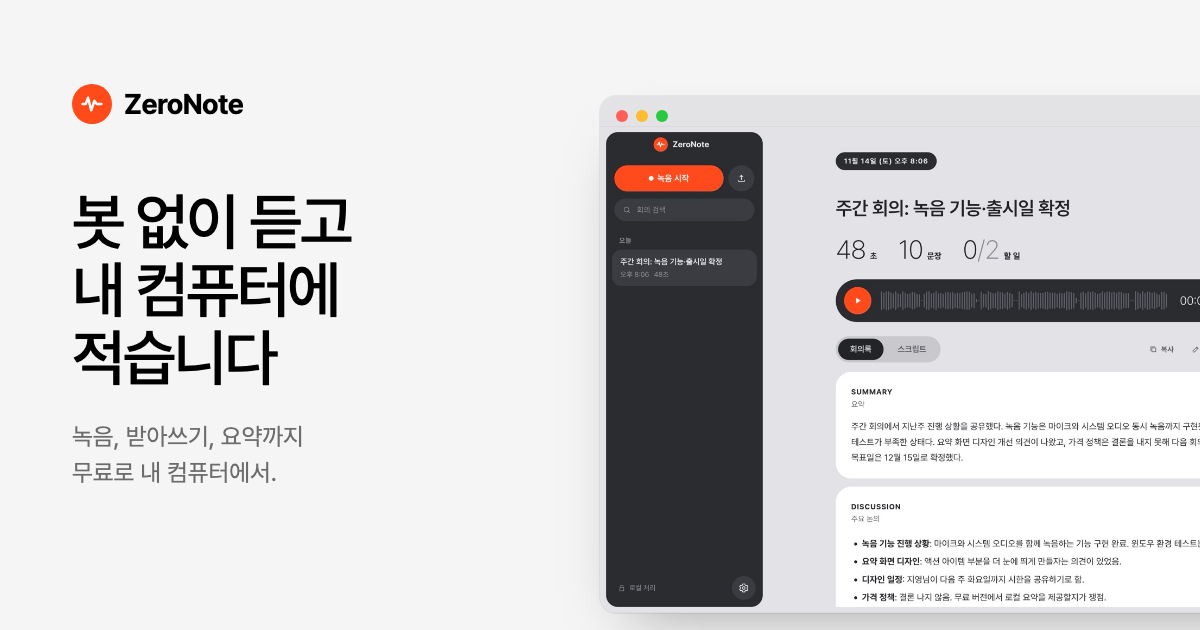 ZeroNote
봇 없이 듣고
내 컴퓨터에
적습니다
녹음, 받아쓰기, 요약까지
무료로 내 컴퓨터에서.
ZeroNote
녹음 시작
회의 검색
오늘
주간 회의: 녹음 기능·출시일 확정
오후 8:06 48초
로컬 처리
11월 14일 (토) 오후 8:06
주간 회의: 녹음 기능·출시일 확정
48 초 10 문장 0/2 할 일
00:0
회의록 스크립트 복사
SUMMARY
요약
주간 회의에서 지난주 진행 상황을 공유했다. 녹음 기능은 마이크와 시스템 오디오 동시 녹음까지 구현
테스트가 부족한 상태다. 요약 화면 디자인 개선 의견이 나왔고, 가격 정책은 결론을 내지 못해 다음 회
목표일은 12월 15일로 확정했다.
DISCUSSION
주요 논의
• 녹음 기능 진행 상황: 마이크와 시스템 오디오를 함께 녹음하는 기능 구현 완료. 윈도우 환경 테스트
• 요약 화면 디자인: 액션 아이템 부분을 더 눈에 띄게 만들자는 의견이 있었음.
• 디자인 일정: 지영님이 다음 주 화요일까지 시안을 공유하기로 함.
• 가격 정책: 결론 나지 않음. 무료 버전에서 로컬 요약을 제공할지가 쟁점.